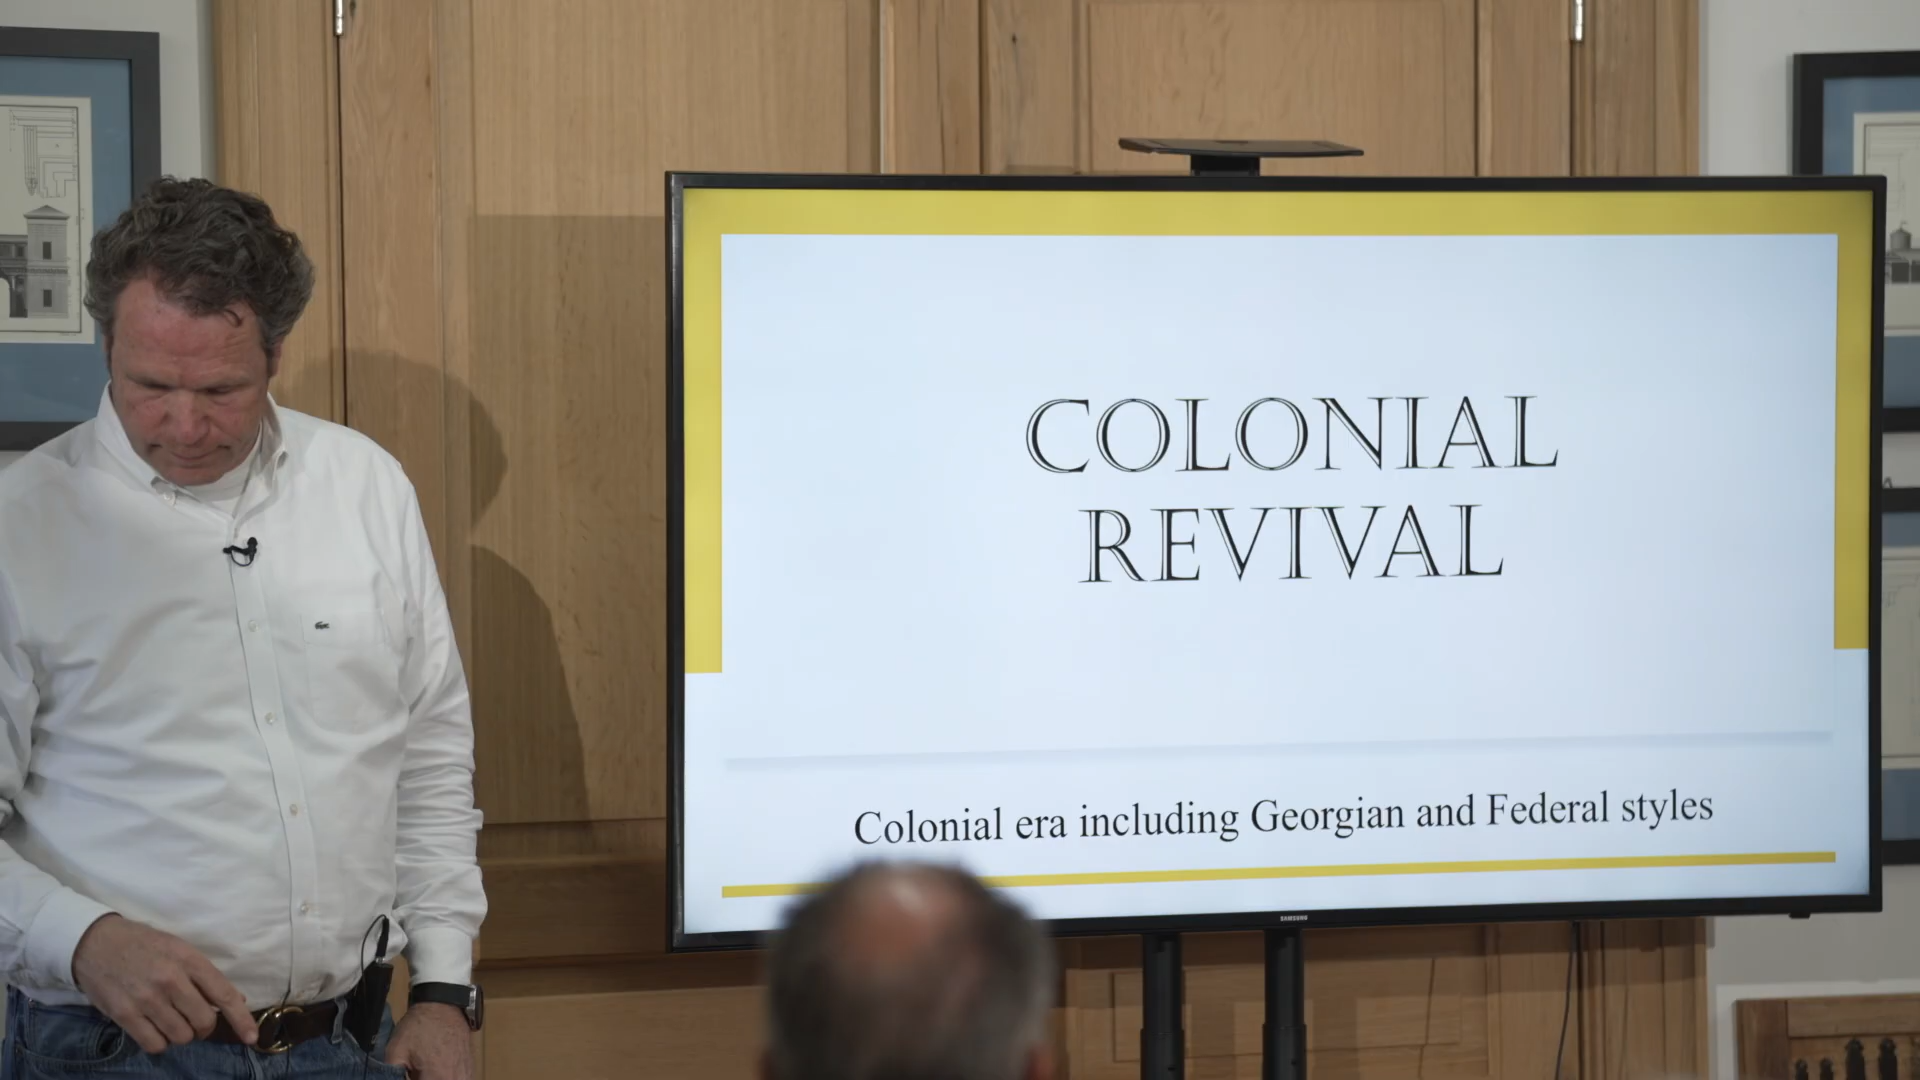 COLONIAL
REVIVAL
Colonial era including Georgian and Federal styles
SAMSUNG